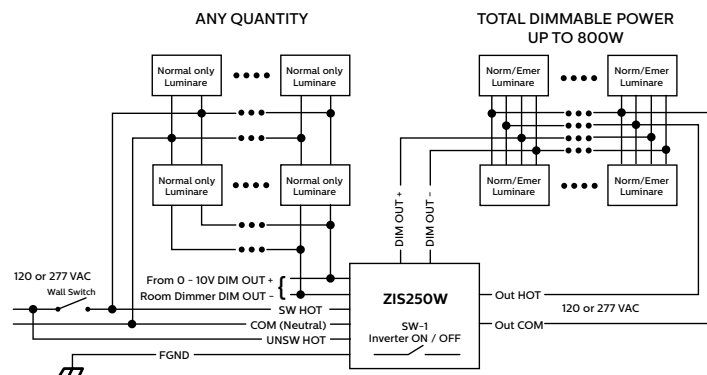 ANY QUANTITY
TOTAL DIMMABLE POWER
UP TO 800W
Normal only
Luminare
Normal only
Luminare
Norm/Emer
Luminare
Norm/Emer
Luminare
Normal only
Luminare
Normal only
Luminare
Norm/Emer
Luminare
Norm/Emer
Luminare
DIM OUT +
DIM OUT -
120 or 277 VAC
Wall Switch
From 0 - 10V DIM OUT +
Room Dimmer DIM OUT -
{
SW HOT
COM (Neutral)
UNSW HOT
FGND
ZIS250W
SW-1
Inverter ON / OFF
Out HOT
120 or 277 VAC
Out COM